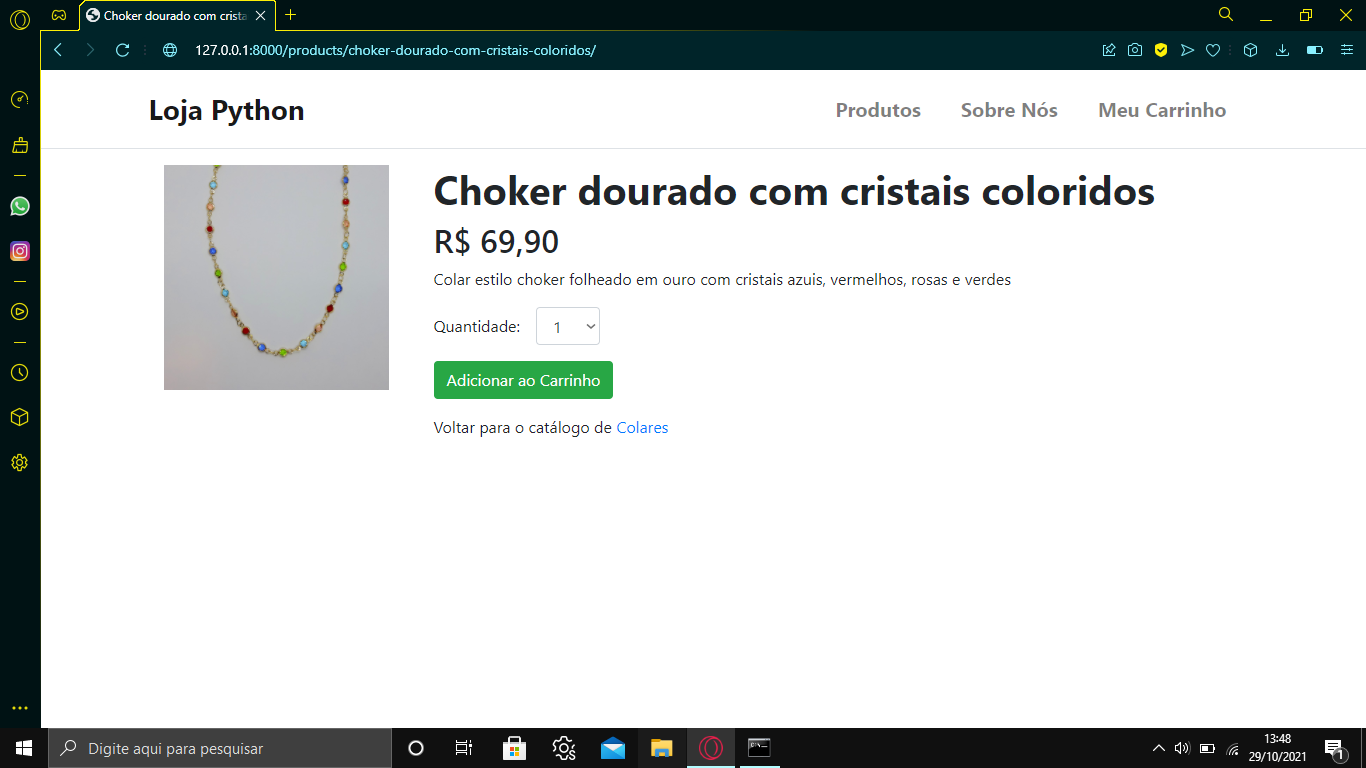 Choker dourado com crista
127.0.0.1:8000/products/choker-dourado-com-cristais-coloridos/
Loja Python
Produtos
Sobre Nós
Meu Carrinho
Choker dourado com cristais coloridos
R$ 69,90
Colar estilo choker folheado em ouro com cristais azuis, vermelhos, rosas e verdes
Quantidade: 1
Adicionar ao Carrinho
Voltar para o catálogo de Colares
Digite aqui para pesquisar
13:48
29/10/2021
1